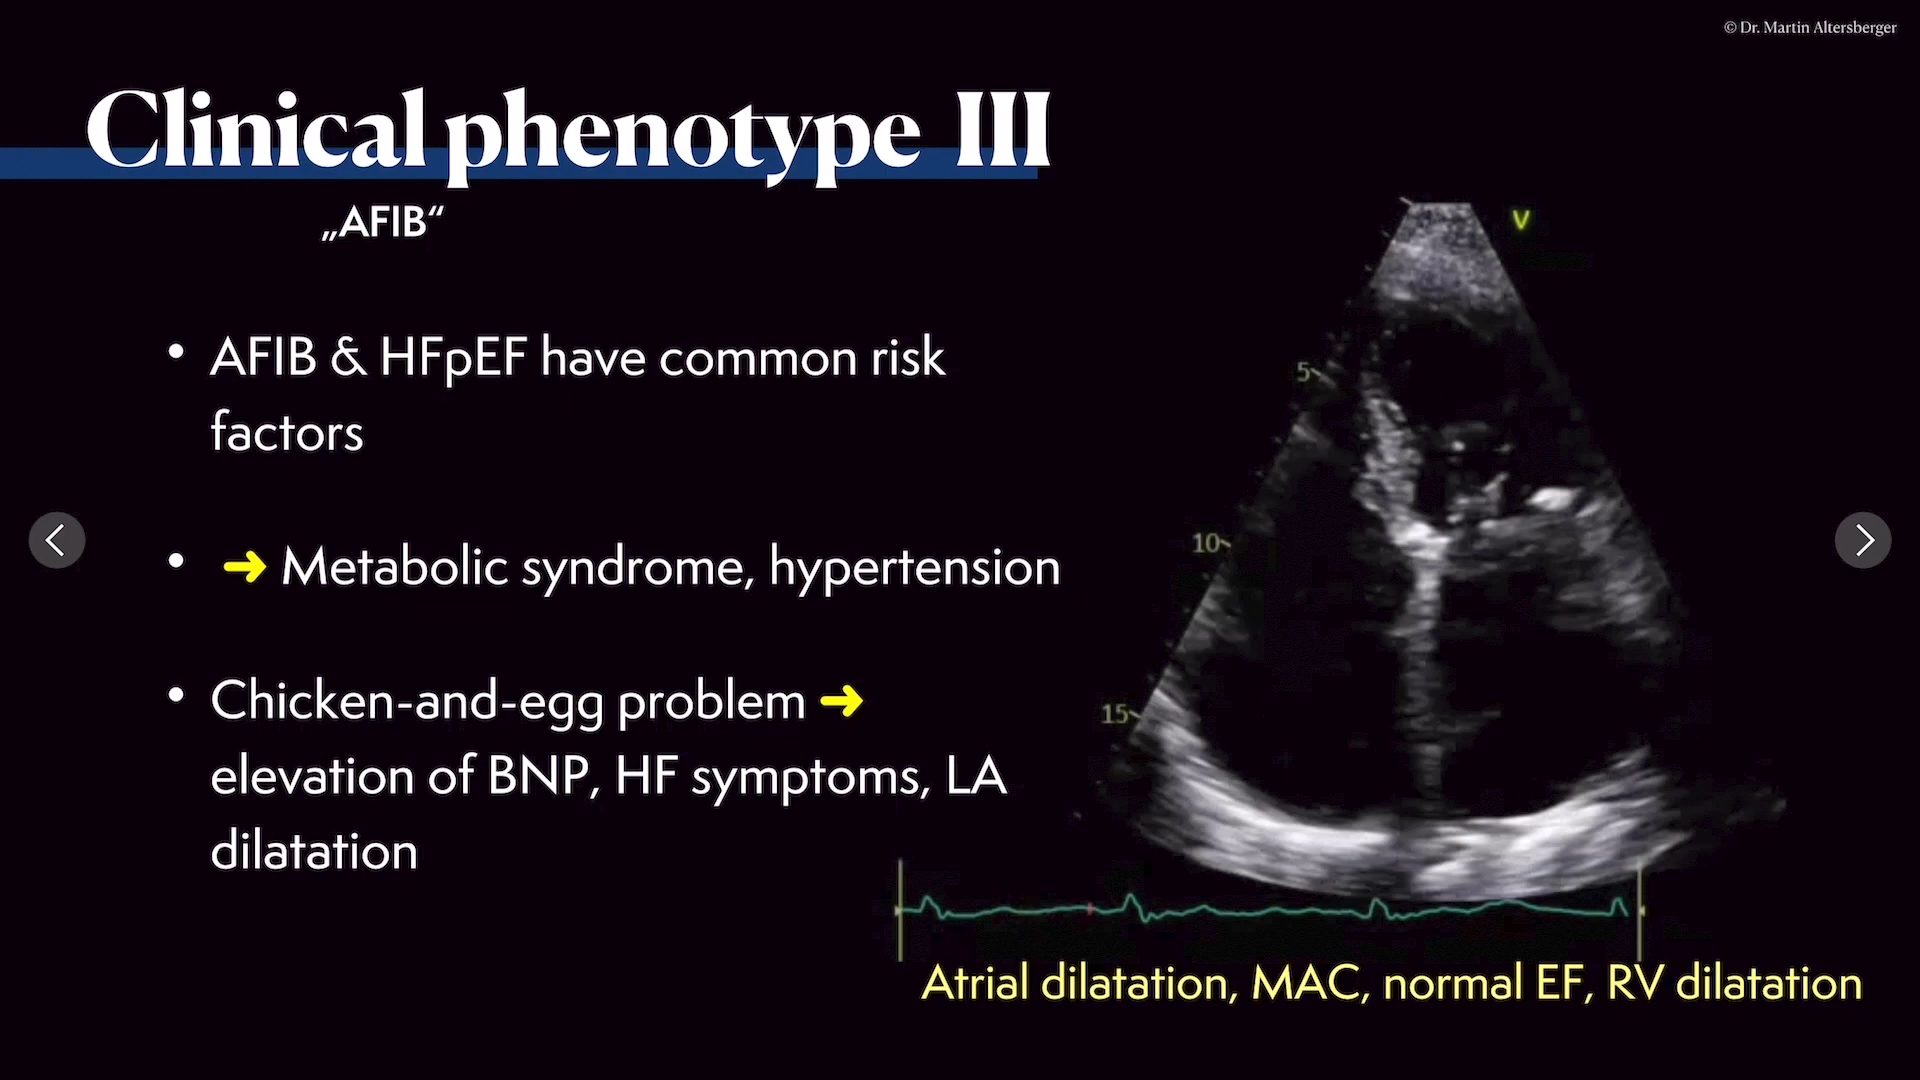 © Dr. Martin Altersberger
Clinical phenotype III
„AFIB“
• AFIB & HFpEF have common risk
factors
• ➜ Metabolic syndrome, hypertension
• Chicken-and-egg problem ➜
elevation of BNP, HF symptoms, LA
dilatation
V
5
10
15
Atrial dilatation, MAC, normal EF, RV dilatation